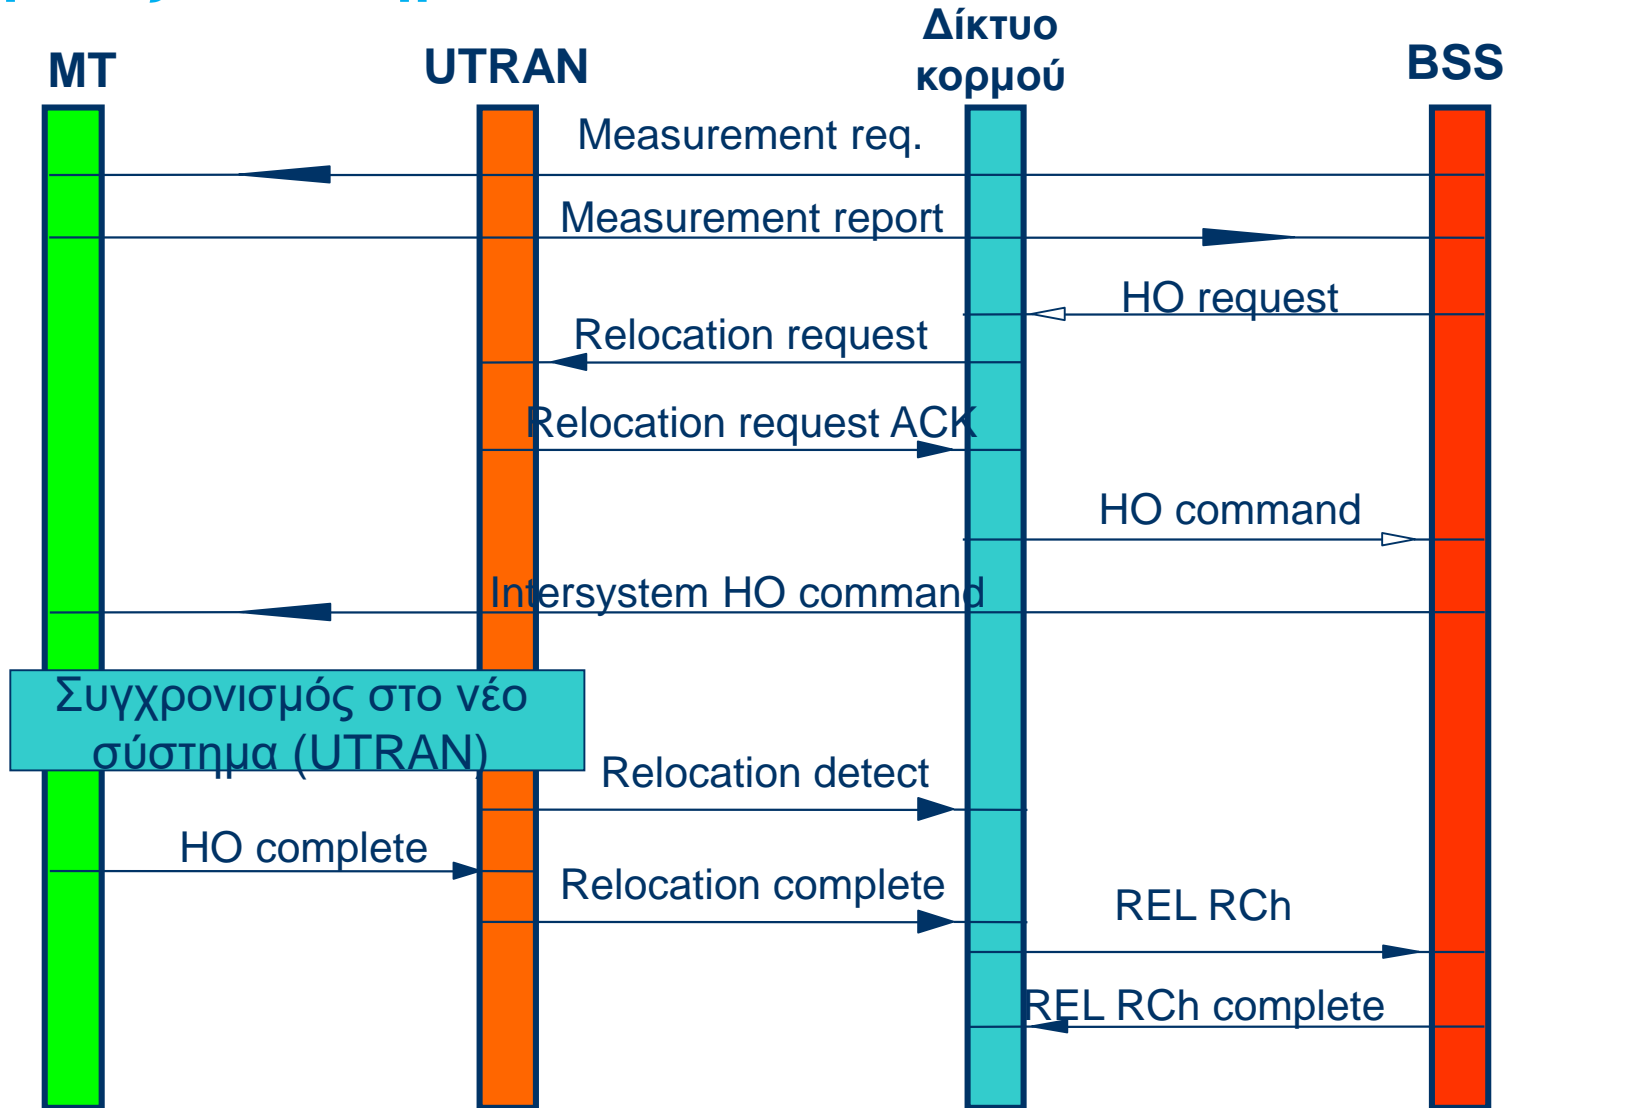 MT
UTRAN
Δίκτυο
κορμού
BSS
Measurement req.
Measurement report
HO request
Relocation request
Relocation request ACK
HO command
Intersystem HO command
Συγχρονισμός στο νέο
σύστημα (UTRAN)
Relocation detect
HO complete
Relocation complete
REL RCh
REL RCh complete